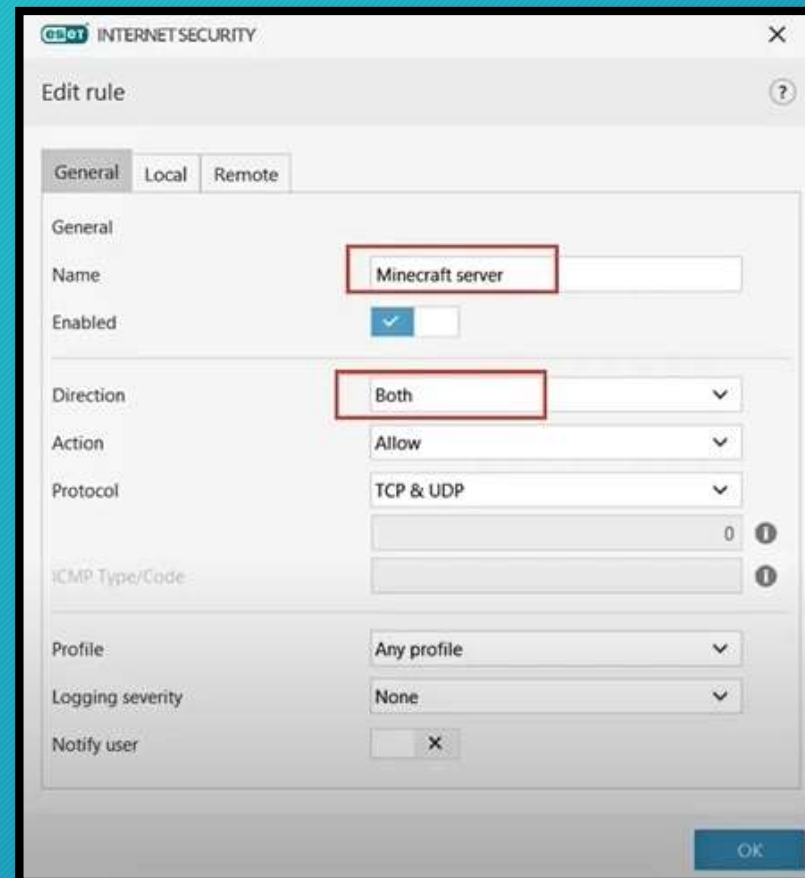 eset INTERNET SECURITY
Edit rule ?
General Local Remote
General
Name Minecraft server
Enabled
Direction Both
Action Allow
Protocol TCP & UDP
0
ICMP Type/Code
Profile Any profile
Logging severity None
Notify user
OK